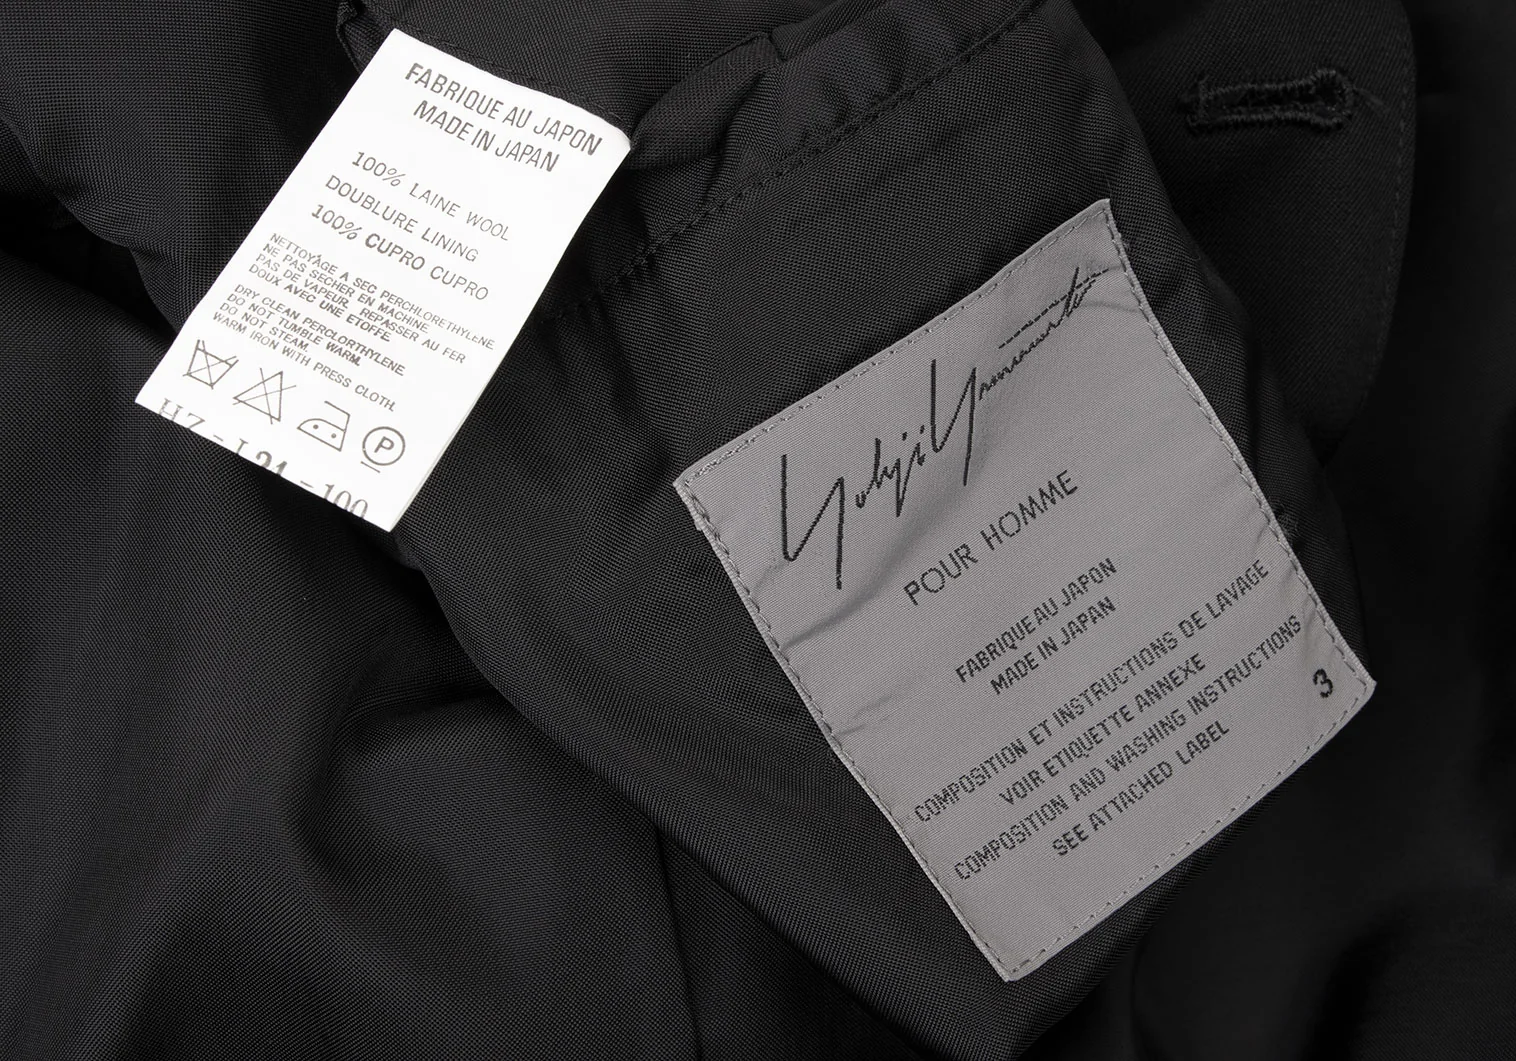 FABRIQUE AU JAPON
MADE IN JAPAN
100% LAINE WOOL
DOUBLURE LINING
100% CUPRO CUPRO
NETTOYAGE A SEC PERCHLORETHYLENE
NE PAS SECHER EN MACHINE.
PAS DE VAPEUR. REPASSER AU FER
DOUX AVEC UNE ETOFFE.
DRY CLEAN PERCLORTHYLENE
DO NOT TUMBLE WARM.
DO NOT STEAM.
WARM IRON WITH PRESS CLOTH.
P
Yohji Yamamoto
POUR HOMME
FABRIQUE AU JAPON
MADE IN JAPAN
COMPOSITION ET INSTRUCTIONS DE LAVAGE
VOIR ETIQUETTE ANNEXE
COMPOSITION AND WASHING INSTRUCTIONS
SEE ATTACHED LABEL
3